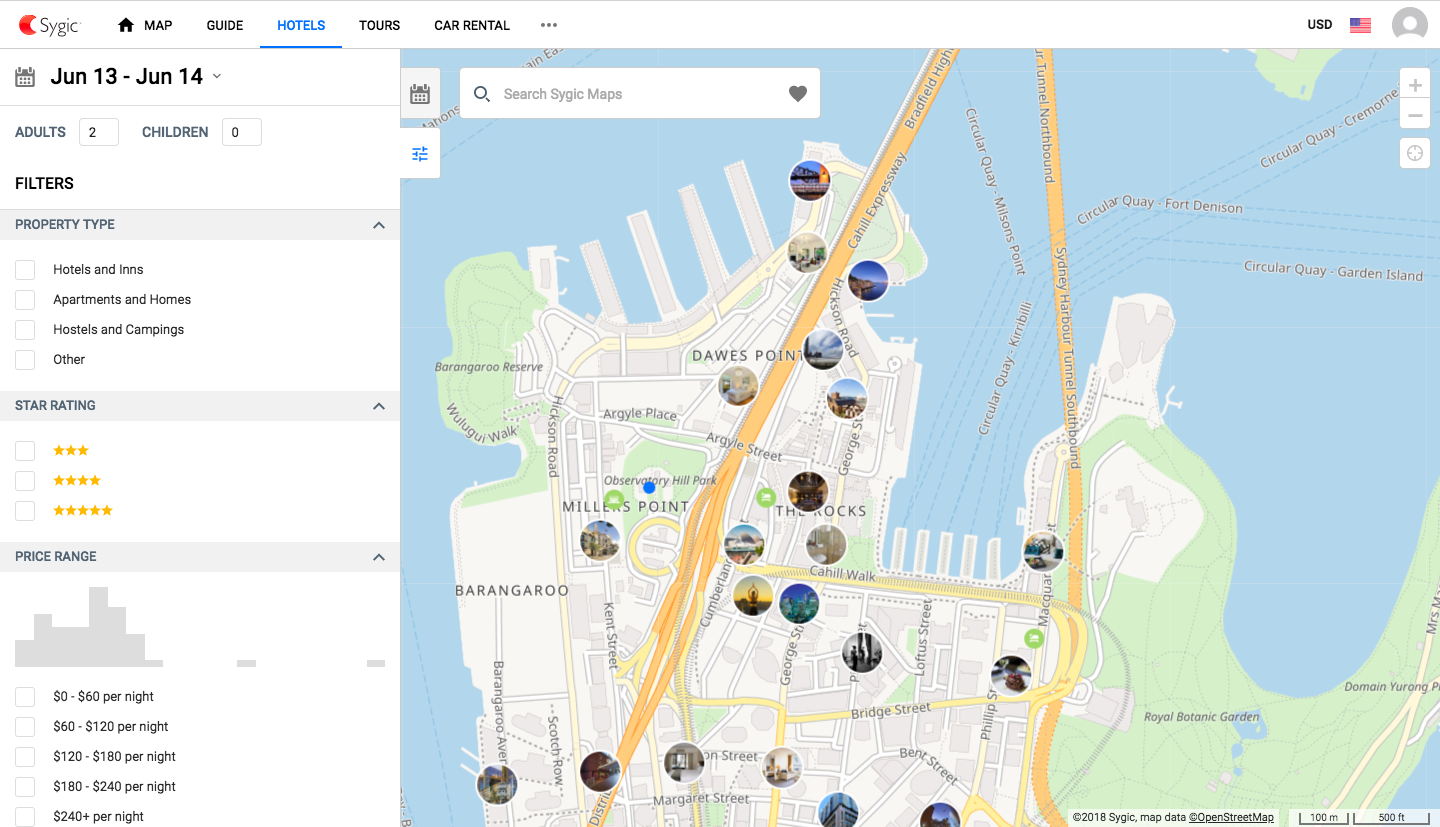 Sygic
MAP
GUIDE
HOTELS
TOURS
CAR RENTAL
USD
Jun 13 - Jun 14
ADULTS 2 CHILDREN 0
FILTERS
PROPERTY TYPE
Hotels and Inns
Apartments and Homes
Hostels and Campings
Other
STAR RATING
PRICE RANGE
$0 - $60 per night
$60 - $120 per night
$120 - $180 per night
$180 - $240 per night
$240+ per night
Search Sygic Maps
Bradfield High
Cahill Expressway
Circular Quay - Milsons Point
Circular Quay - Cremorne
Circular Quay - Fort Denison
Circular Quay - Garden Island
Circular Quay - Kirribilli
ur Tunnel Northbound
Sydney Harbour Tunnel Southbound
Hickson Road
DAWES POINT
Barangaroo Reserve
Wulugul Walk
Hickson Road
Argyle Place
Argyle Street
George St
Observatory Hill Park
MILLERS POINT
THE ROCKS
BARANGAROO
Cahill Walk
Cumberlan
Kent Street
George St
Loftus Street
Macquar
Barangaroo Aven
Scotch Row
Bridge Street
Phillip St
Bent Street
on Street
Margaret Street
Distric
Royal Botanic Garden
Domain Yurong P
Mrs Ma
©2018 Sygic, map data ©OpenStreetMap
100 m
500 ft